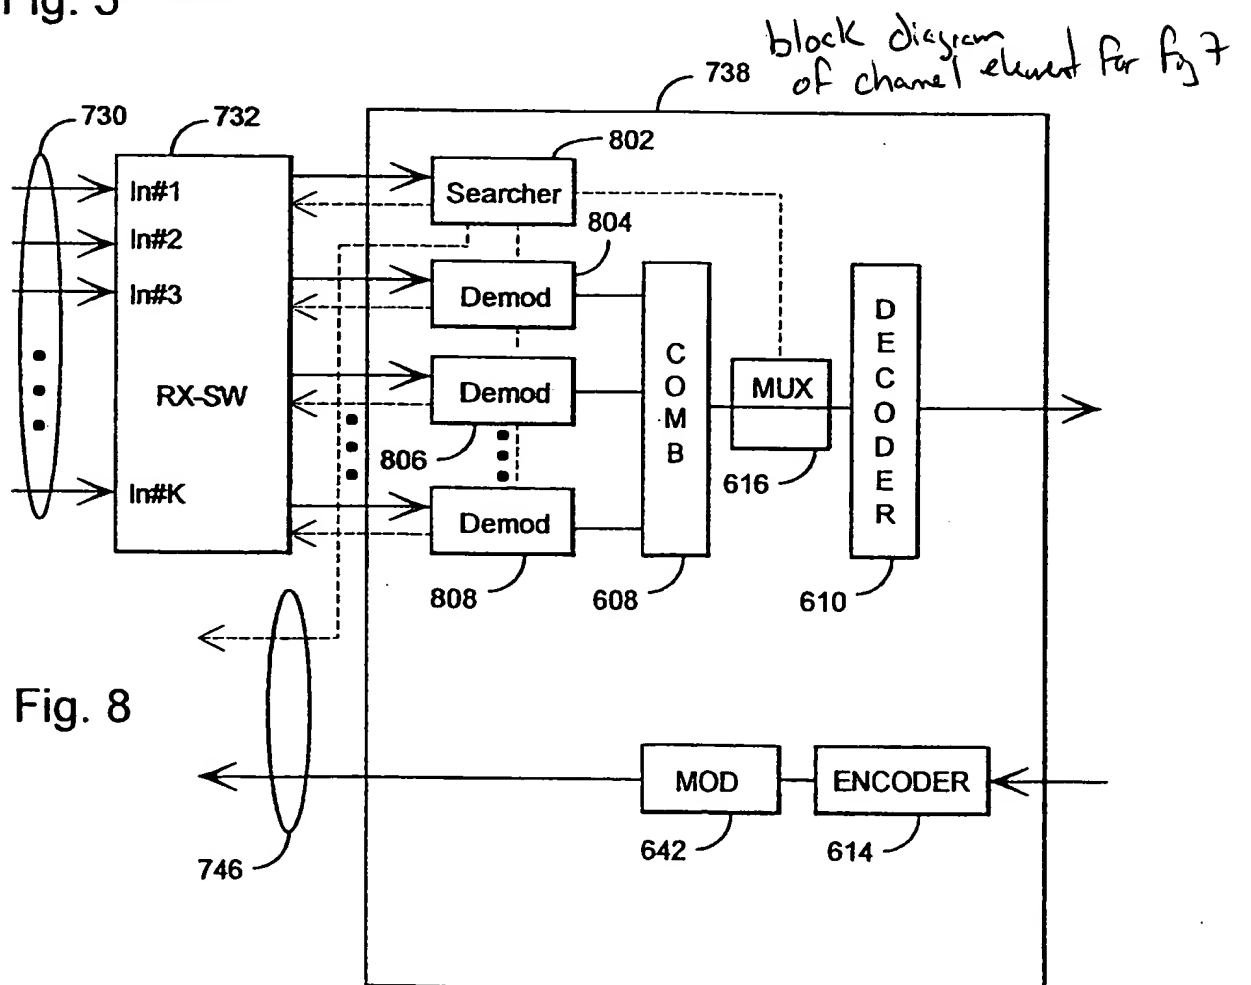 Fig. 5
block diagram
of channel element for fig 7
738
730
732
802
In#1
Searcher
804
In#2
In#3
Demod
DECODER
COMB
MUX
RX-SW
Demod
806
616
In#K
Demod
808
608
610
Fig. 8
MOD
ENCODER
642
614
746